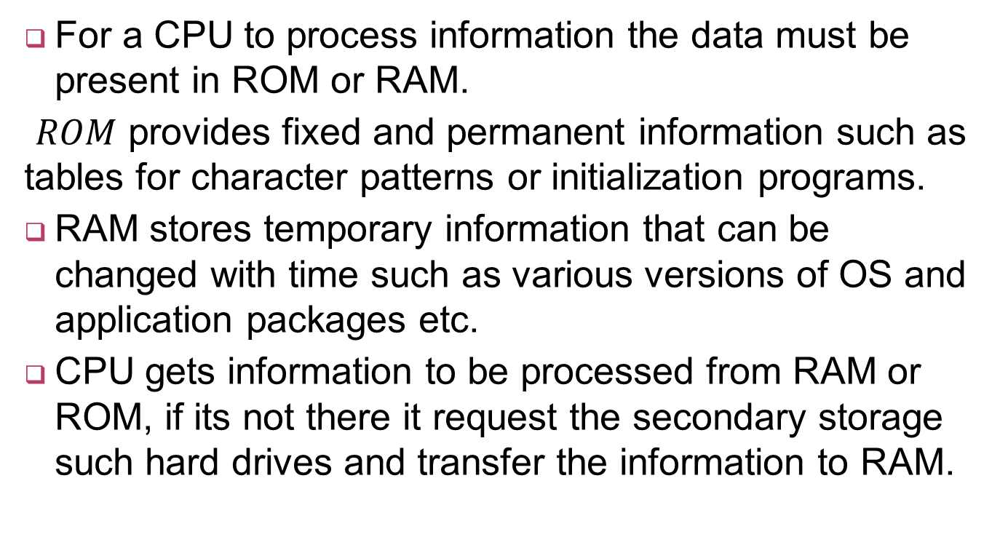 ❑ For a CPU to process information the data must be
present in ROM or RAM.
ROM provides fixed and permanent information such as
tables for character patterns or initialization programs.
❑ RAM stores temporary information that can be
changed with time such as various versions of OS and
application packages etc.
❑ CPU gets information to be processed from RAM or
ROM, if its not there it request the secondary storage
such hard drives and transfer the information to RAM.